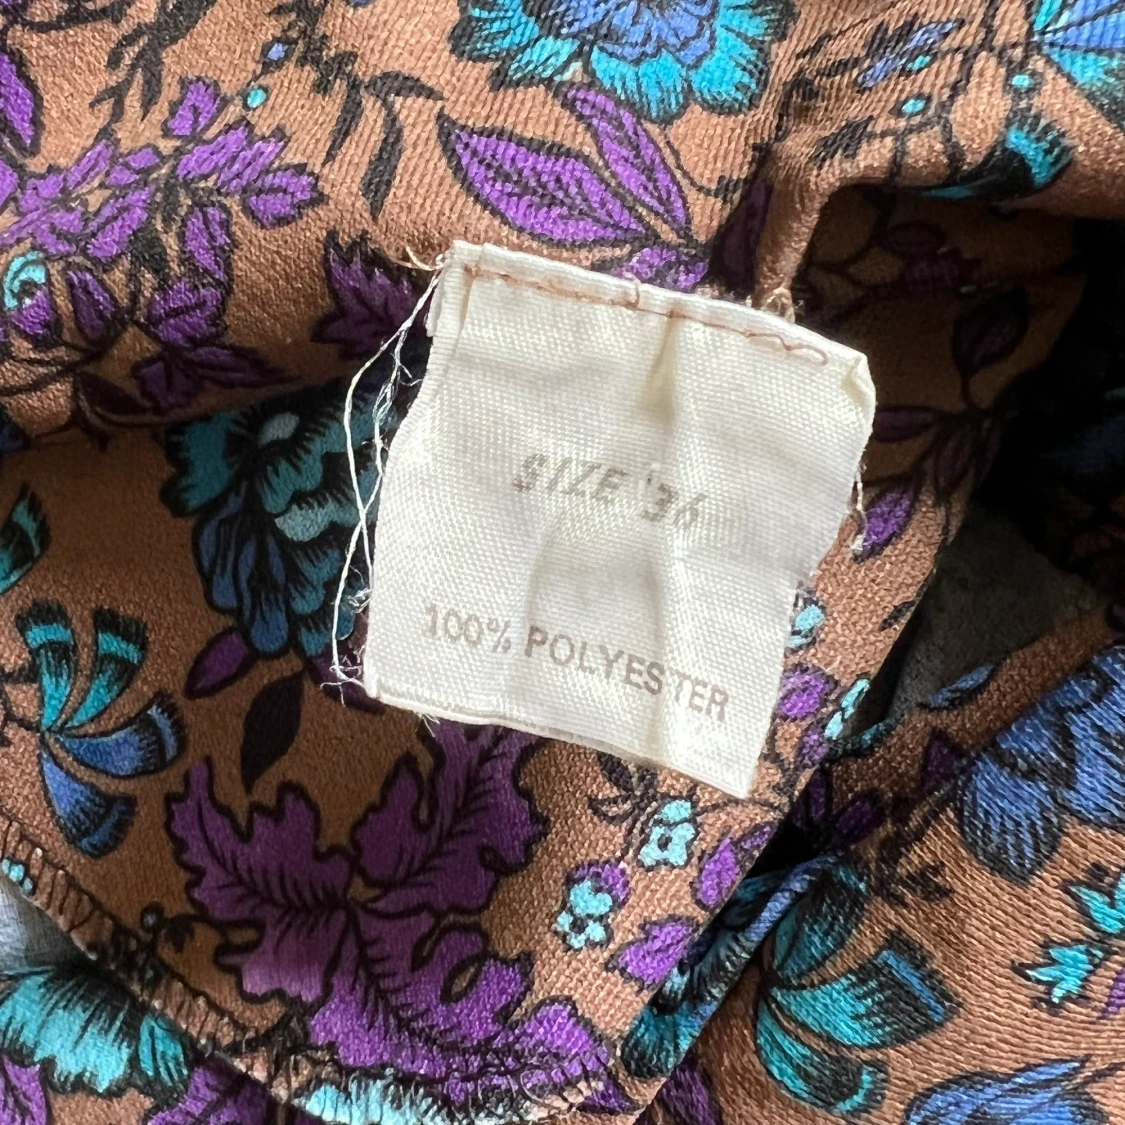 SIZE '36
100% POLYESTER